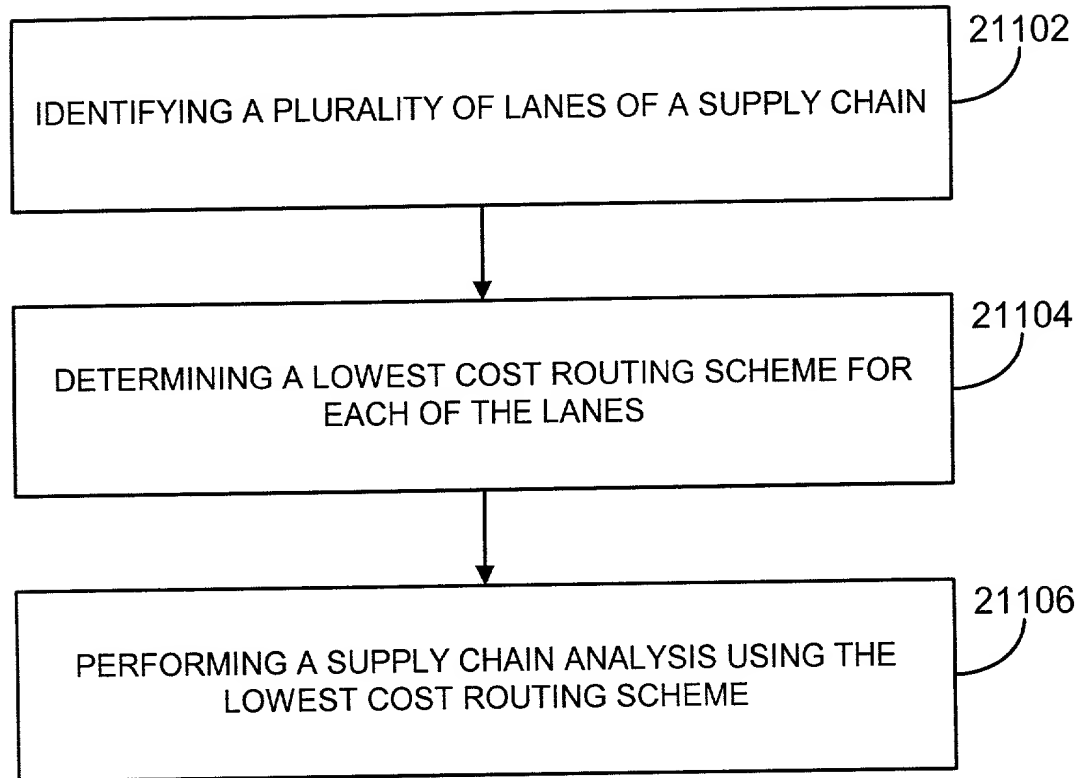 21102
IDENTIFYING A PLURALITY OF LANES OF A SUPPLY CHAIN
21104
DETERMINING A LOWEST COST ROUTING SCHEME FOR
EACH OF THE LANES
21106
PERFORMING A SUPPLY CHAIN ANALYSIS USING THE
LOWEST COST ROUTING SCHEME